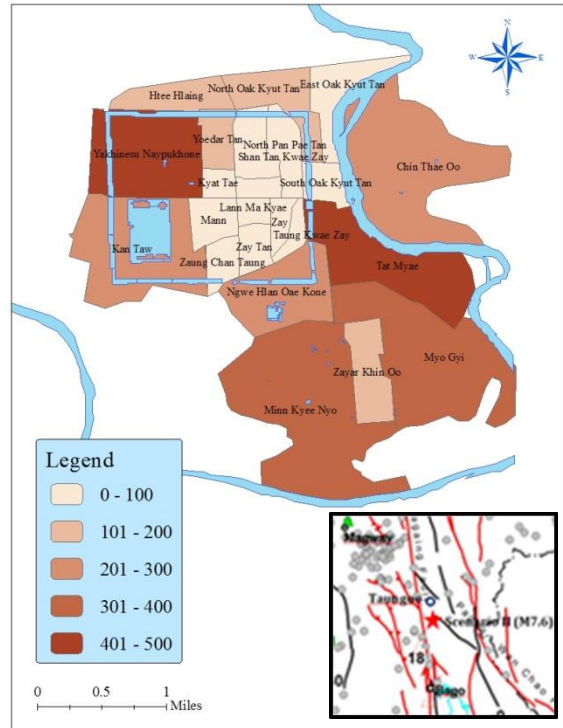 N
W
E
S
East Oak Kyut Tan
North Oak Kyut Tan
Htee Hlaing
Yoedar Tan
North Pan Pae Tan
Shan Tan Kwae Zay
Yakhinesu Naypukhone
Chin Thae Oo
Kyat Tae
South Oak Kyut Tan
Lann Ma Kyae
Mann
Zay
Taung Kwae Zay
Kan Taw
Zay Tan
Zaung Chan Taung
Tat Myae
Ngwe Hlan Oae Kone
Myo Gyi
Zayar Khin Oo
Minn Kyee Nyo
Legend
0 - 100
101 - 200
201 - 300
301 - 400
401 - 500
0
0.5
1
Miles
Magway
Taunguo
Scenario II (M7.6)
18
Bago